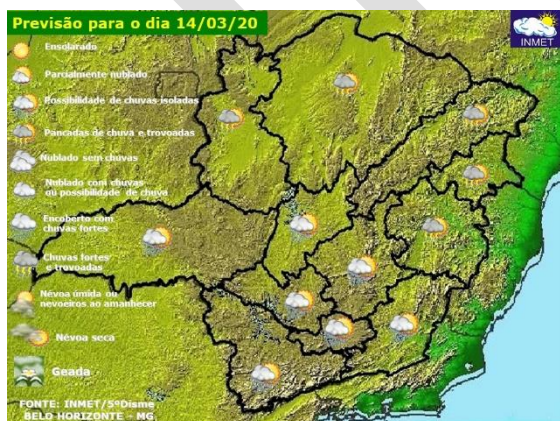 Previsão para o dia 14/03/20
INMET
Ensolarado
Parcialmente nublado
Possibilidade de chuvas isoladas
Pancadas de chuva e trovoadas
Nublado sem chuvas
Nublado com chuvas
ou possibilidade de chuva
Encoberto com
chuvas fortes
Chuvas fortes
e trovoadas
Névoa úmida ou
nevoeiros ao amanhecer
Névoa seca
Geada
FONTE: INMET/5ºDisme
BELO HORIZONTE - MG